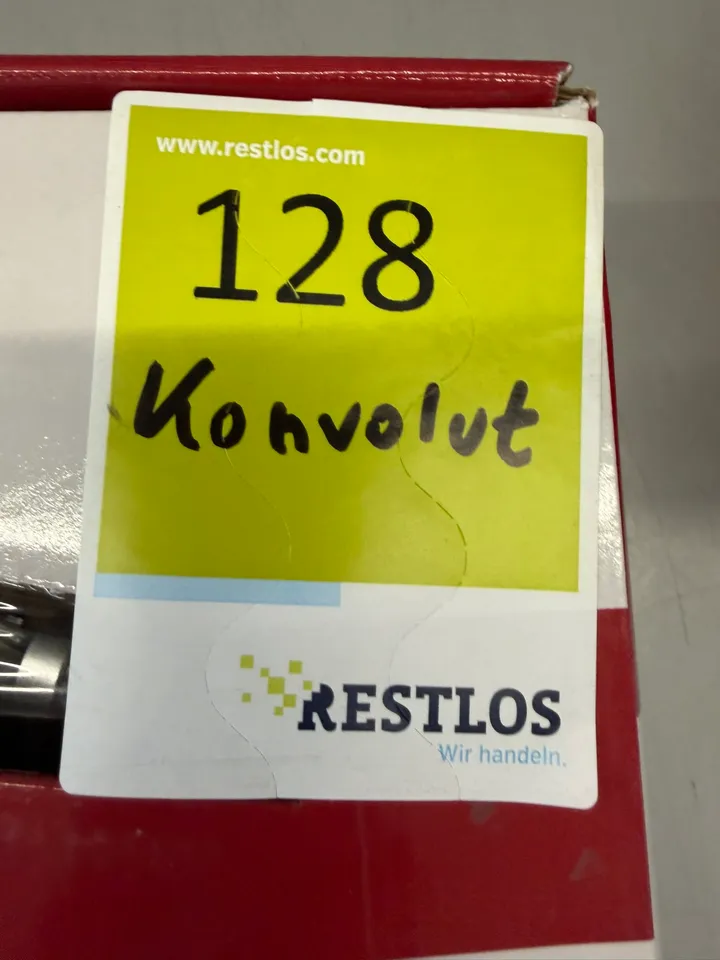 www.restlos.com
128
Konvolut
RESTLOS
Wir handeln.